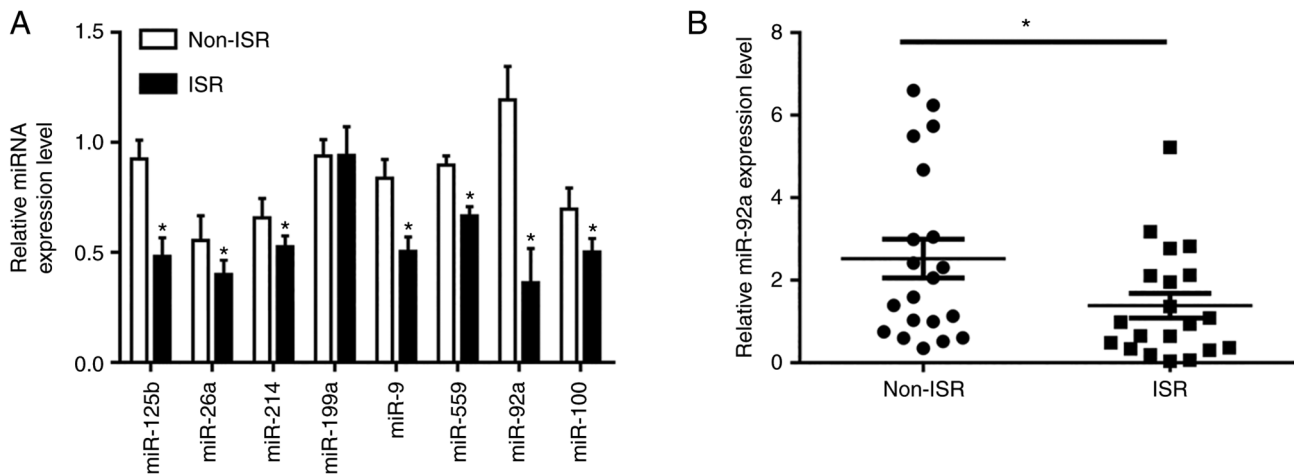 A
Relative miRNA
expression level
1.5
1.0
0.5
0.0
Non-ISR
ISR
*
*
*
*
*
*
*
miR-125b
miR-26a
miR-214
miR-199a
miR-9
miR-559
miR-92a
miR-100
B
Relative miR-92a expression level
8
6
4
2
0
*
Non-ISR
ISR